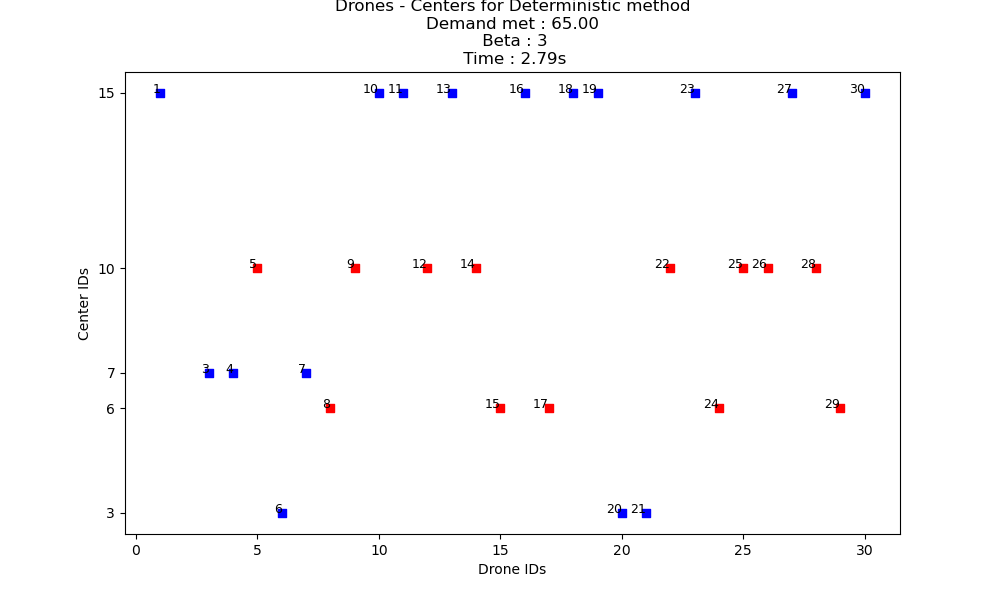 Drones - Centers for Deterministic method
Demand met : 65.00
Beta : 3
Time : 2.79s
15
1 10 11 13 16 18 19 23 27 30
10
5 9 12 14 22 25 26 28
7
3 4 7
6
8 15 17 24 29
3
6 20 21
Center IDs
0 5 10 15 20 25 30
Drone IDs